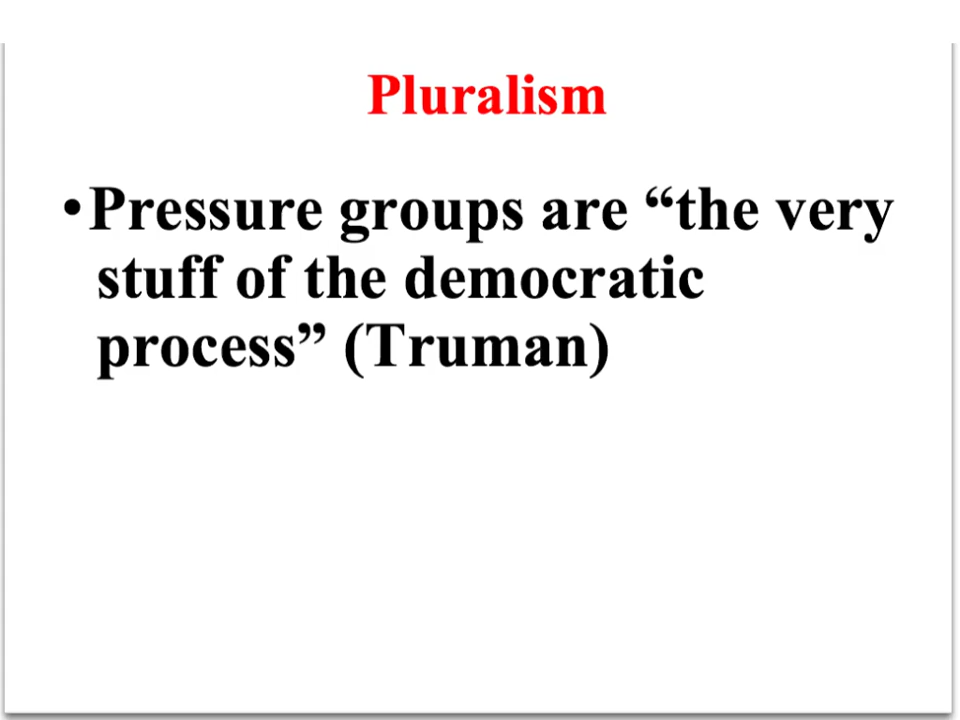 Pluralism
•Pressure groups are “the very
stuff of the democratic
process” (Truman)